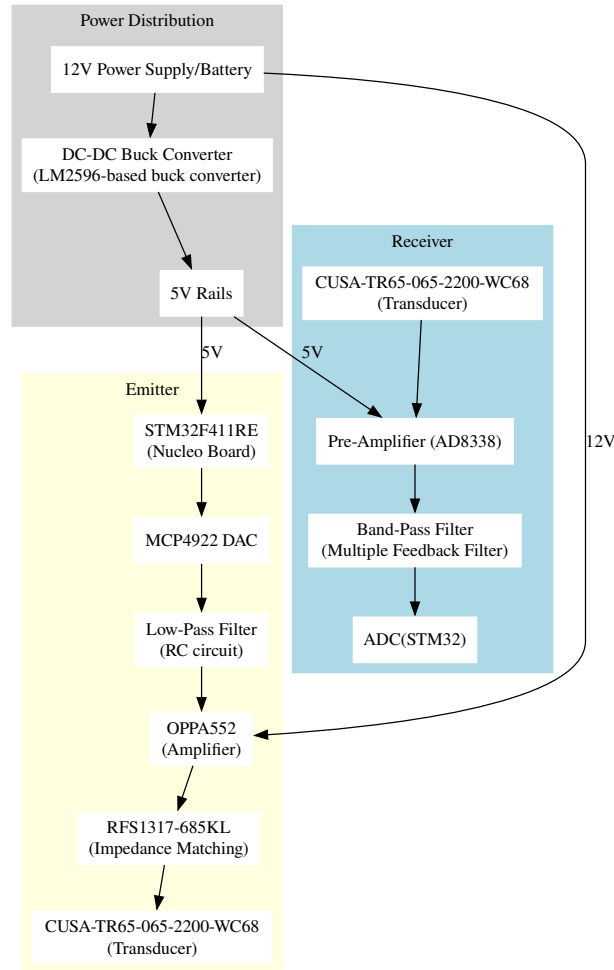 Power Distribution
12V Power Supply/Battery
DC-DC Buck Converter
(LM2596-based buck converter)
5V Rails
Receiver
CUSA-TR65-065-2200-WC68
(Transducer)
5V
5V
12V
Emitter
STM32F411RE
(Nucleo Board)
Pre-Amplifier (AD8338)
MCP4922 DAC
Band-Pass Filter
(Multiple Feedback Filter)
Low-Pass Filter
(RC circuit)
ADC(STM32)
OPPA552
(Amplifier)
RFS1317-685KL
(Impedance Matching)
CUSA-TR65-065-2200-WC68
(Transducer)